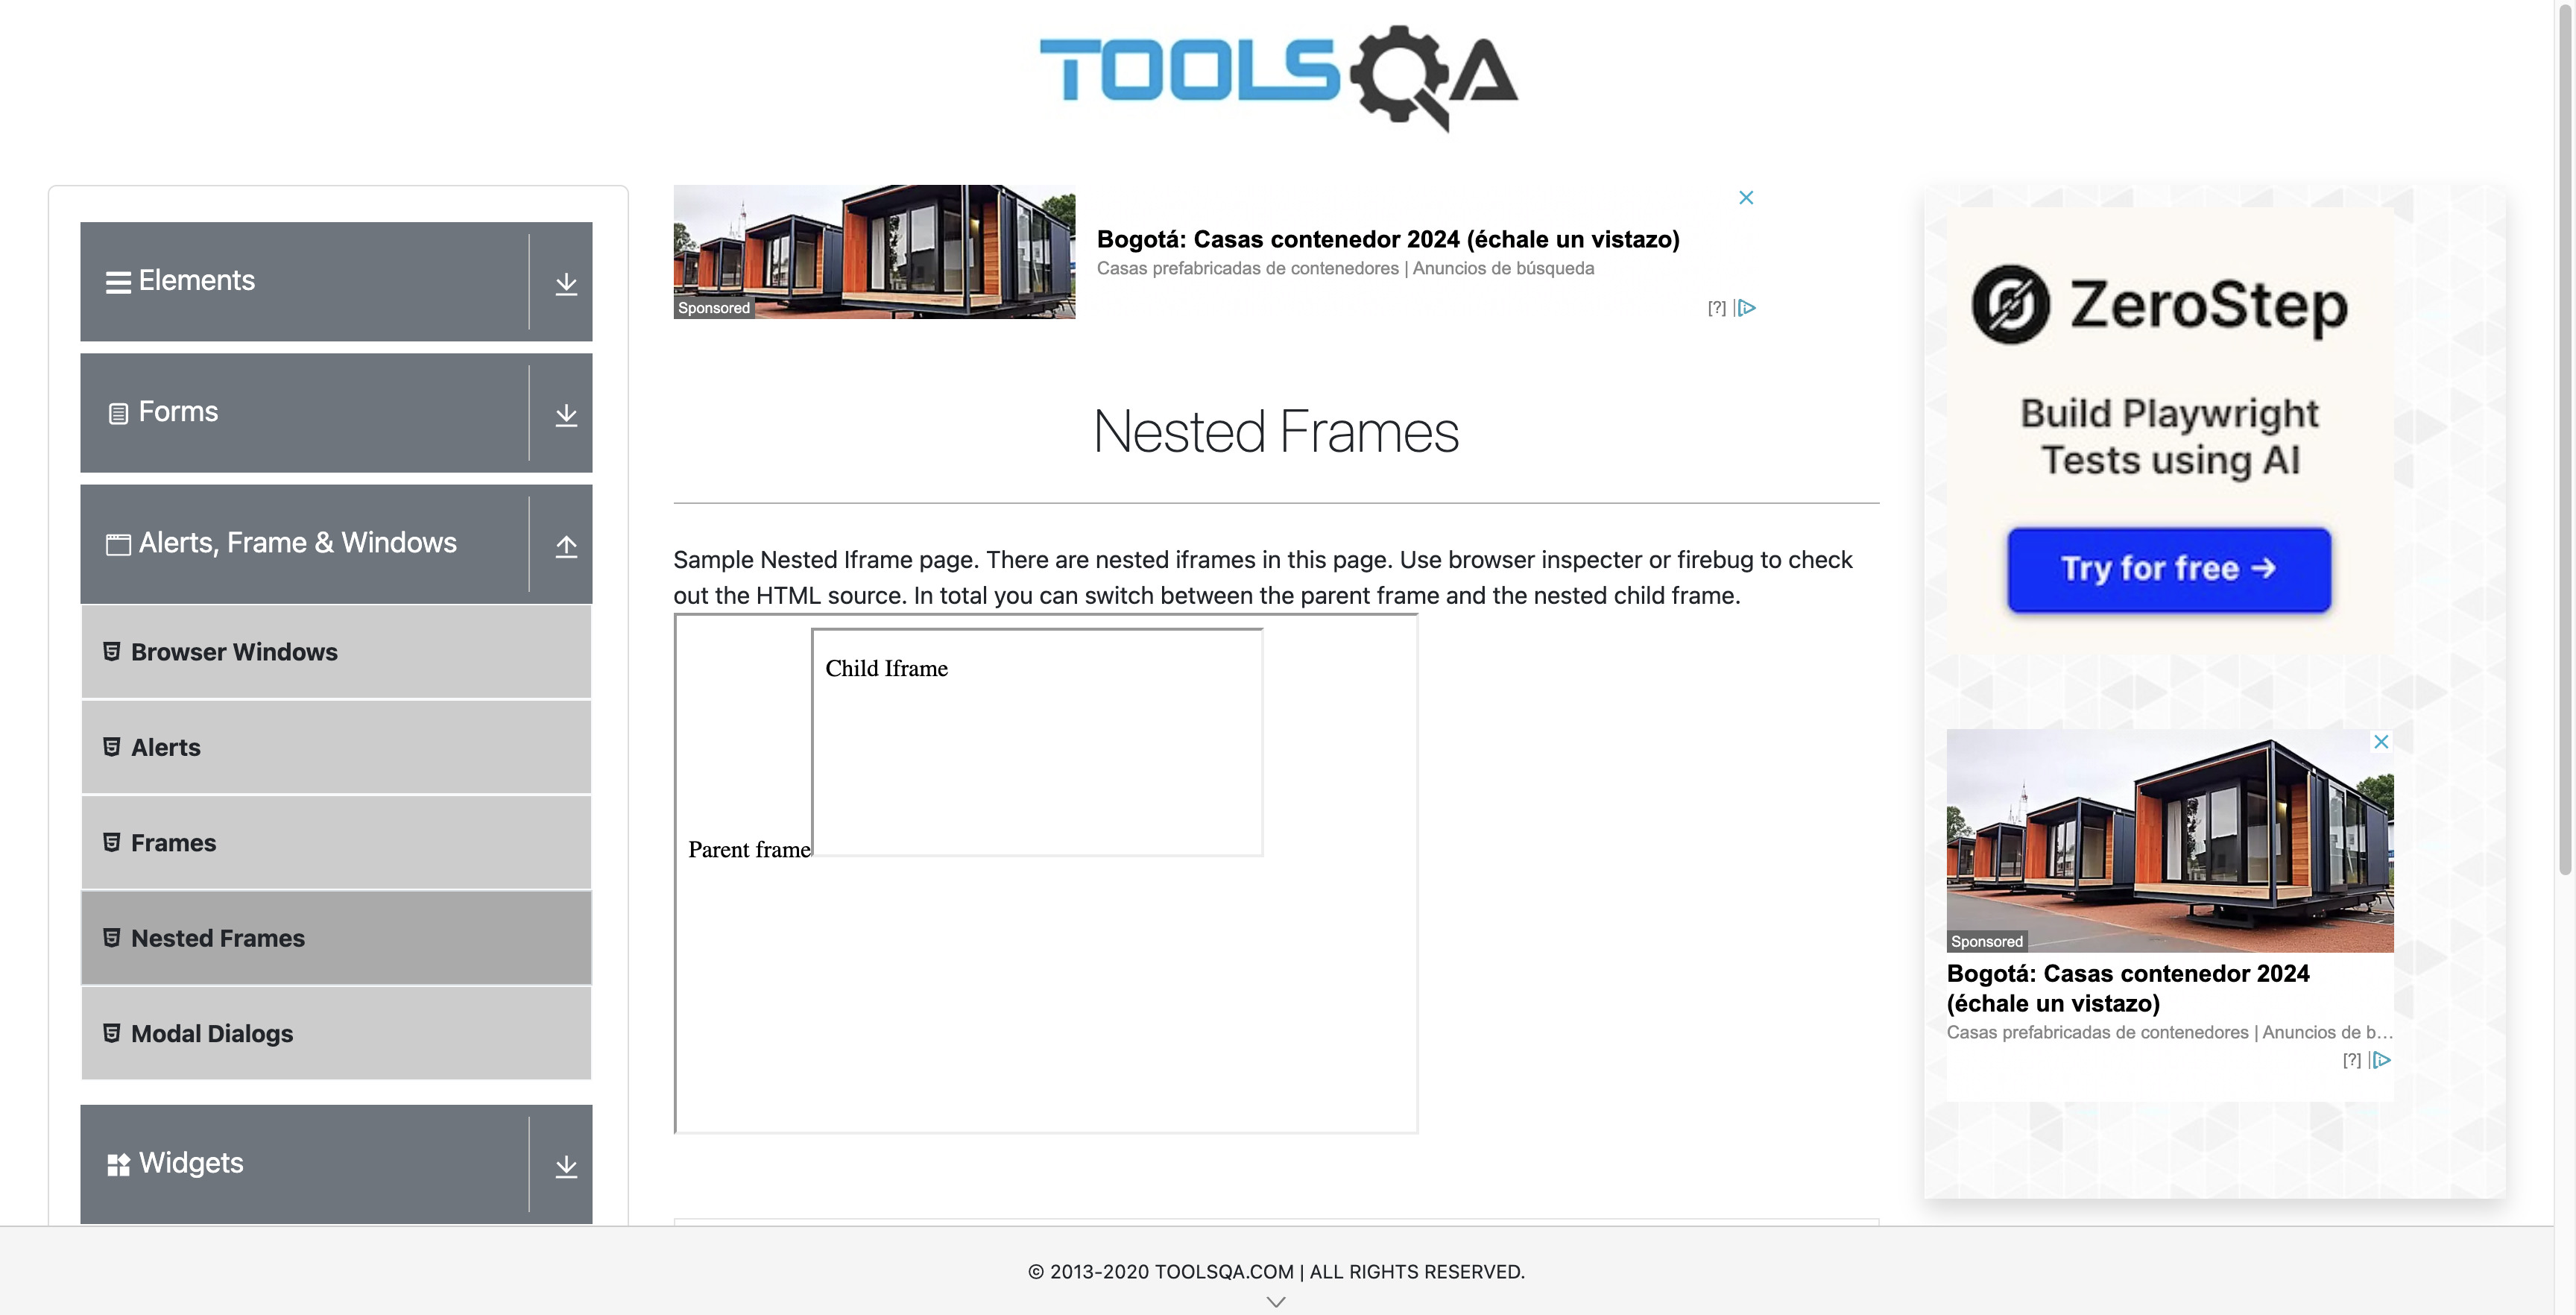 TOOLSQA
Elements
Forms
Alerts, Frame & Windows
Browser Windows
Alerts
Frames
Nested Frames
Modal Dialogs
Widgets
Sponsored
Bogotá: Casas contenedor 2024 (échale un vistazo)
Casas prefabricadas de contenedores | Anuncios de búsqueda
[?]
Nested Frames
Sample Nested Iframe page. There are nested iframes in this page. Use browser inspecter or firebug to check
out the HTML source. In total you can switch between the parent frame and the nested child frame.
Child Iframe
Parent frame
ZeroStep
Build Playwright
Tests using AI
Try for free →
Sponsored
Bogotá: Casas contenedor 2024
(échale un vistazo)
Casas prefabricadas de contenedores | Anuncios de b...
[?]
© 2013-2020 TOOLSQA.COM | ALL RIGHTS RESERVED.